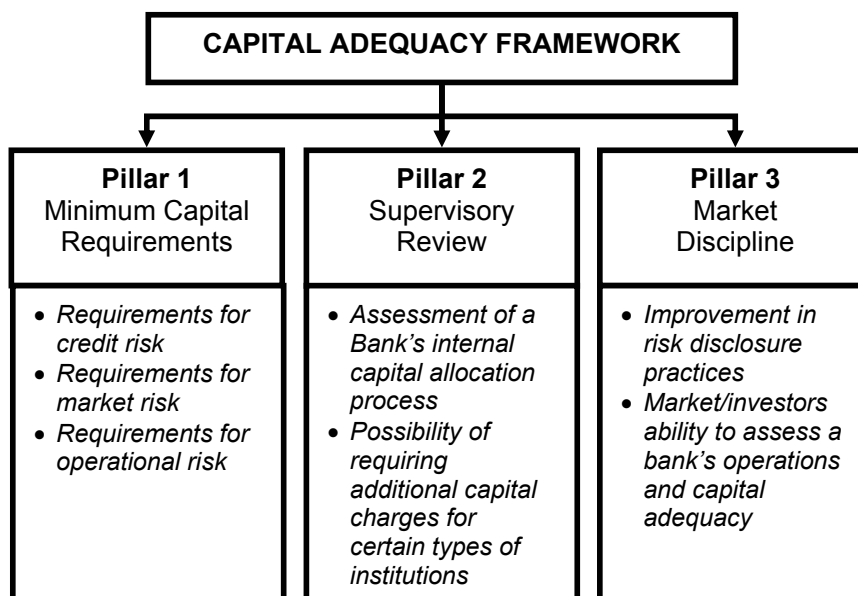 CAPITAL ADEQUACY FRAMEWORK
Pillar 1
Minimum Capital
Requirements
• Requirements for
credit risk
• Requirements for
market risk
• Requirements for
operational risk
Pillar 2
Supervisory
Review
• Assessment of a
Bank's internal
capital allocation
process
• Possibility of
requiring
additional capital
charges for
certain types of
institutions
Pillar 3
Market
Discipline
• Improvement in
risk disclosure
practices
• Market/investors
ability to assess a
bank's operations
and capital
adequacy